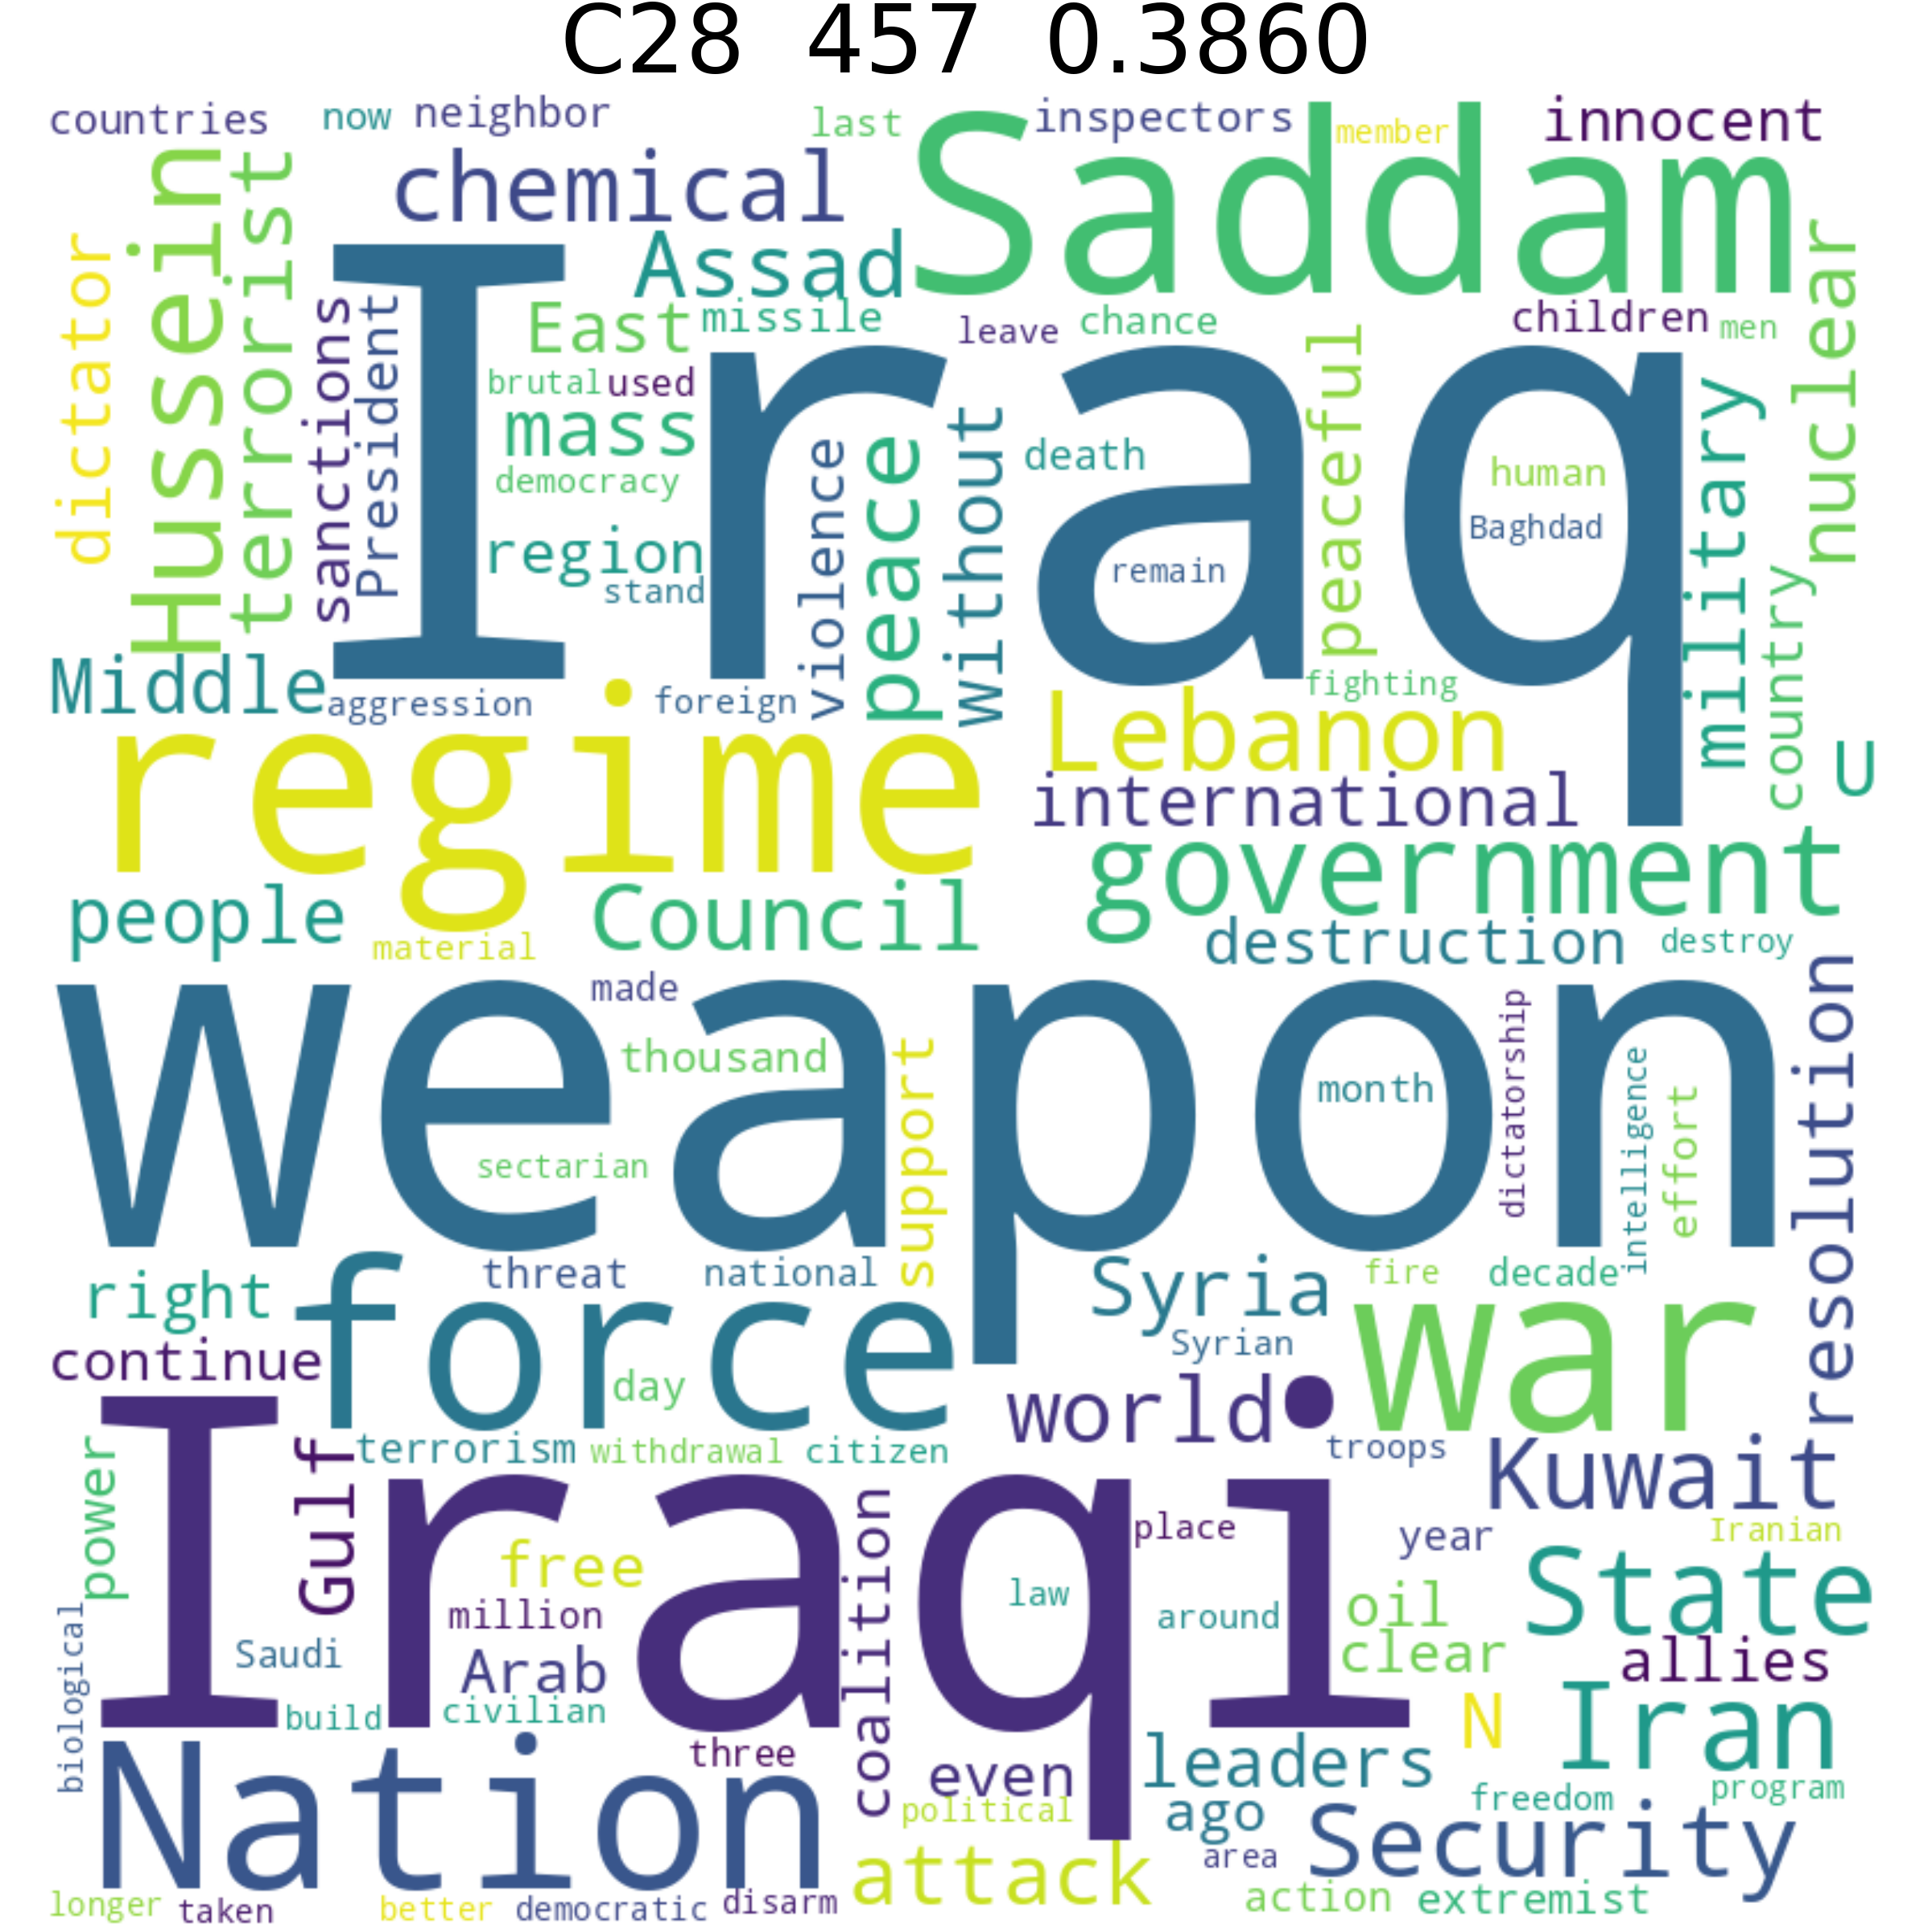 C28 457 0.3860
countries now neighbor last inspectors member innocent
chemical Saddam
Hussein terrorist
dictator Assad nuclear
sanctions President East missile leave chance children men
Iraq
brutal used
mass without death peaceful military
democracy violence peace human
region remain Baghdad
stand country
Middle aggression foreign fighting
regime Lebanon U
international
people Council government
material destruction destroy
weapon made resolution
thousand support month dictatorship intelligence effort
sectarian
right threat national Syria fire decade
force Syrian war
continue day world
power Gulf terrorism withdrawal citizen troops Kuwait
Iraqi coalition place year Iranian
free law State
million around oil
biological Saudi Arab clear allies
build civilian N Iran
Nation three even leaders
political ago freedom program
attack area Security
longer taken better democratic disarm action extremist